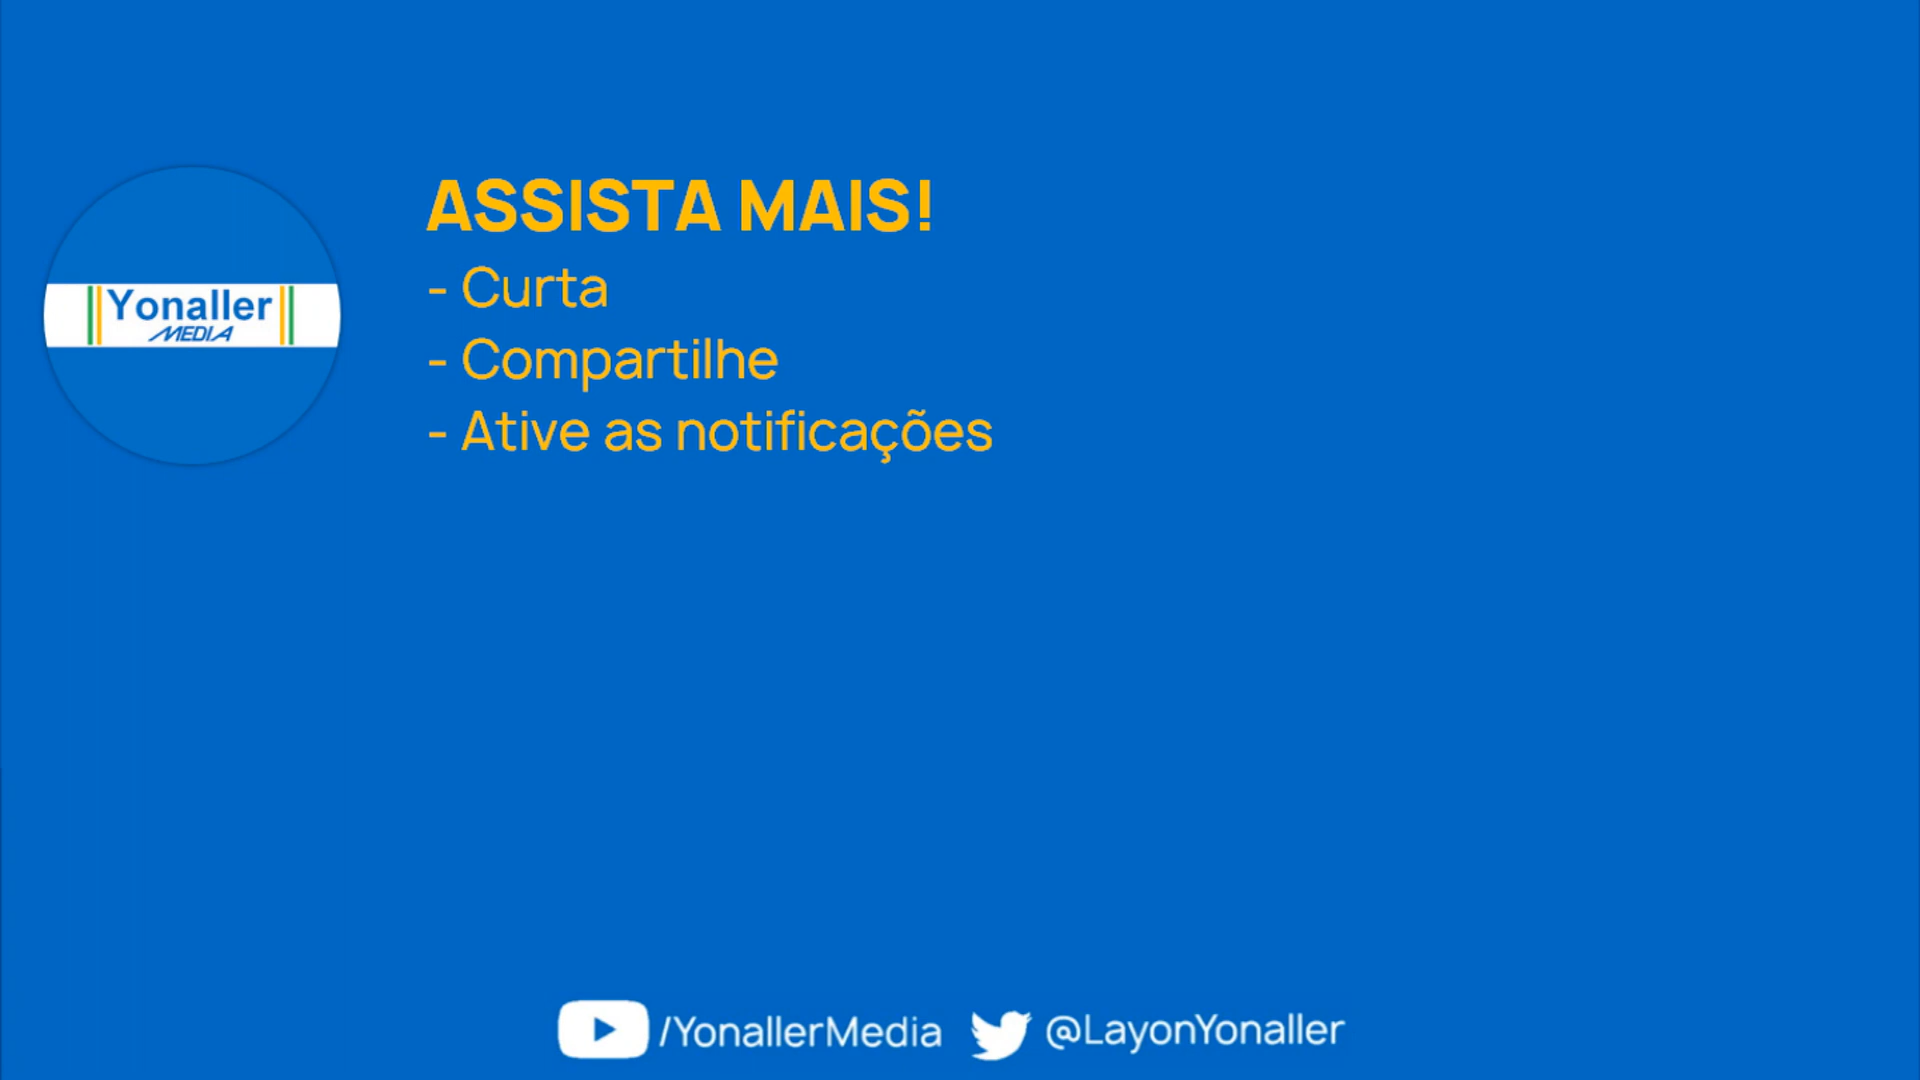 Yonaller
MEDIA
ASSISTA MAIS!
- Curta
- Compartilhe
- Ative as notificações
/YonallerMedia @LayonYonaller